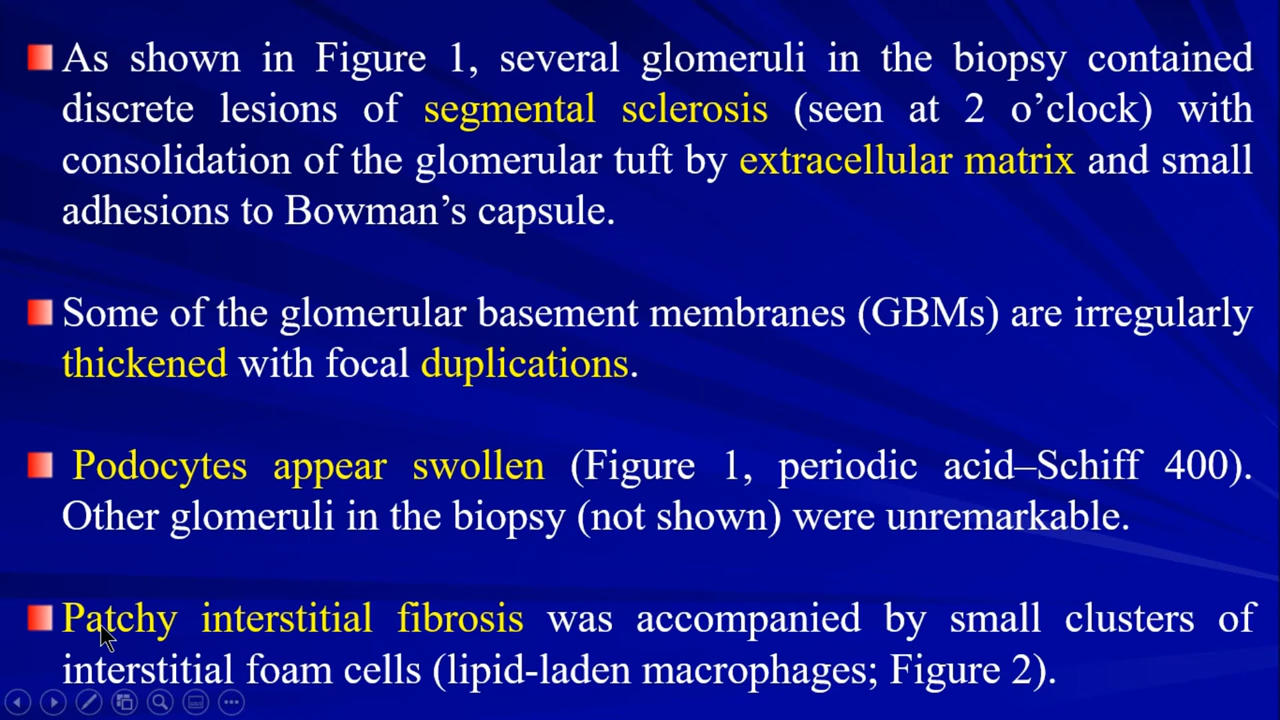 As shown in Figure 1, several glomeruli in the biopsy contained
discrete lesions of segmental sclerosis (seen at 2 o’clock) with
consolidation of the glomerular tuft by extracellular matrix and small
adhesions to Bowman’s capsule.
Some of the glomerular basement membranes (GBMs) are irregularly
thickened with focal duplications.
Podocytes appear swollen (Figure 1, periodic acid–Schiff 400).
Other glomeruli in the biopsy (not shown) were unremarkable.
Patchy interstitial fibrosis was accompanied by small clusters of
interstitial foam cells (lipid-laden macrophages; Figure 2).